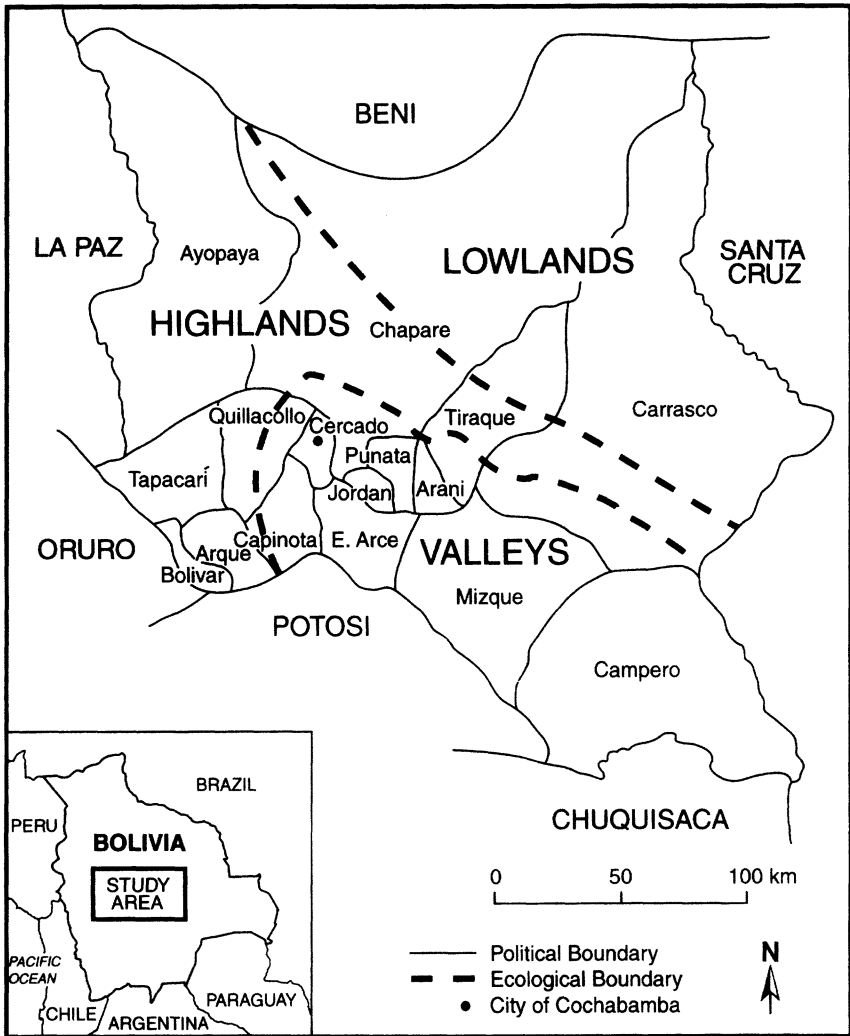 BENI
LA PAZ
Ayopaya
LOWLANDS
SANTA
CRUZ
HIGHLANDS
Chapare
Quillacollo
Cercado
Tiraque
Carrasco
Punata
Tapacarí
Jordan
Arani
ORURO
Arque
Capinota
E. Arce
VALLEYS
Bolivar
Mizque
POTOSI
Campero
BRAZIL
PERU
BOLIVIA
STUDY
AREA
CHUQUISACA
0 50 100 km
PACIFIC
OCEAN
CHILE
ARGENTINA
PARAGUAY
Political Boundary
Ecological Boundary
City of Cochabamba
N